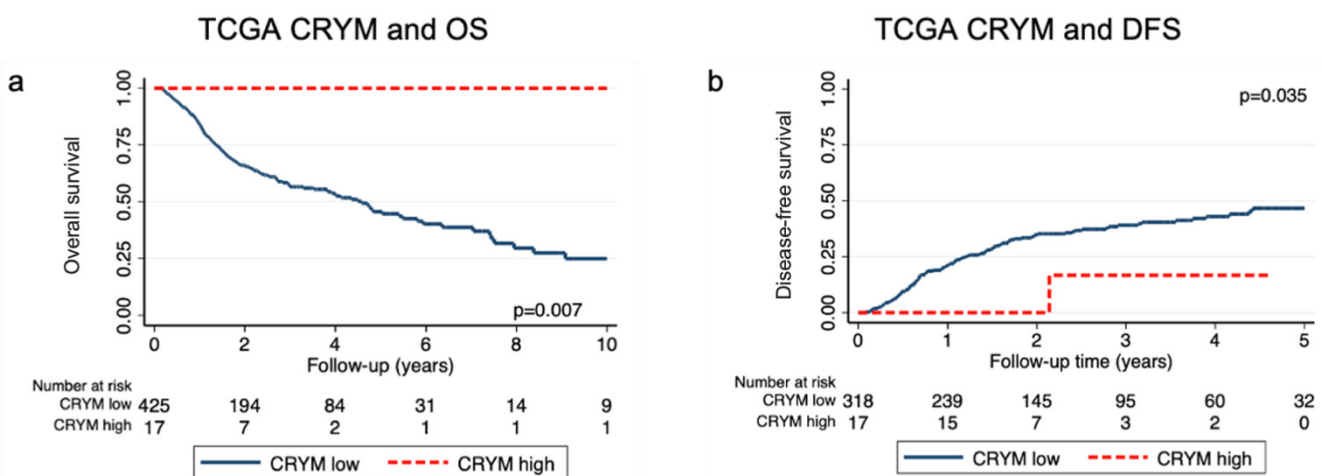 TCGA CRYM and OS
a
Overall survival
1.00
0.75
0.50
0.25
0.00
p=0.007
0 2 4 6 8 10
Follow-up (years)
Number at risk
CRYM low 425 194 84 31 14 9
CRYM high 17 7 2 1 1 1
CRYM low CRYM high
TCGA CRYM and DFS
b
p=0.035
Disease-free survival
1.00
0.75
0.50
0.25
0.00
0 1 2 3 4 5
Follow-up time (years)
Number at risk
CRYM low 318 239 145 95 60 32
CRYM high 17 15 7 3 2 0
CRYM low CRYM high